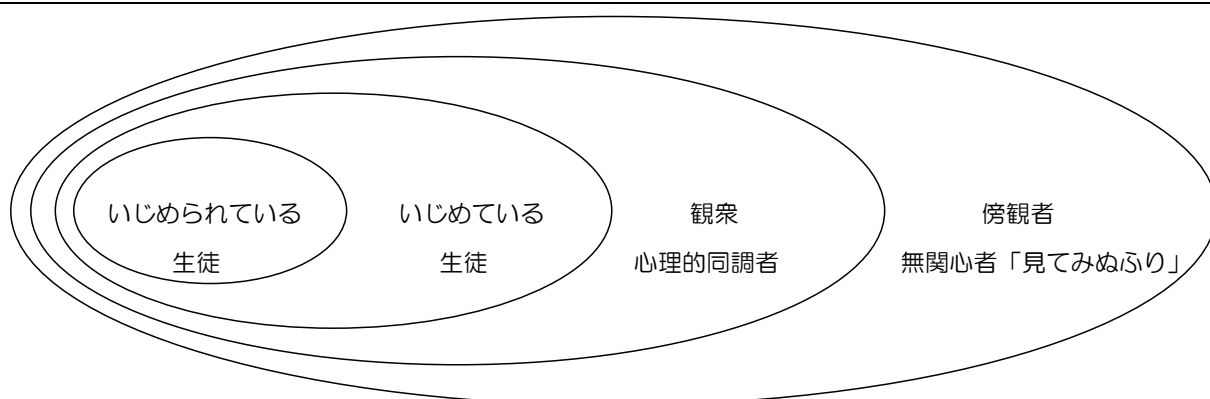 いじめられている
生徒
いじめている
生徒
観衆
心理的同調者
傍観者
無関心者「見てみぬふり」